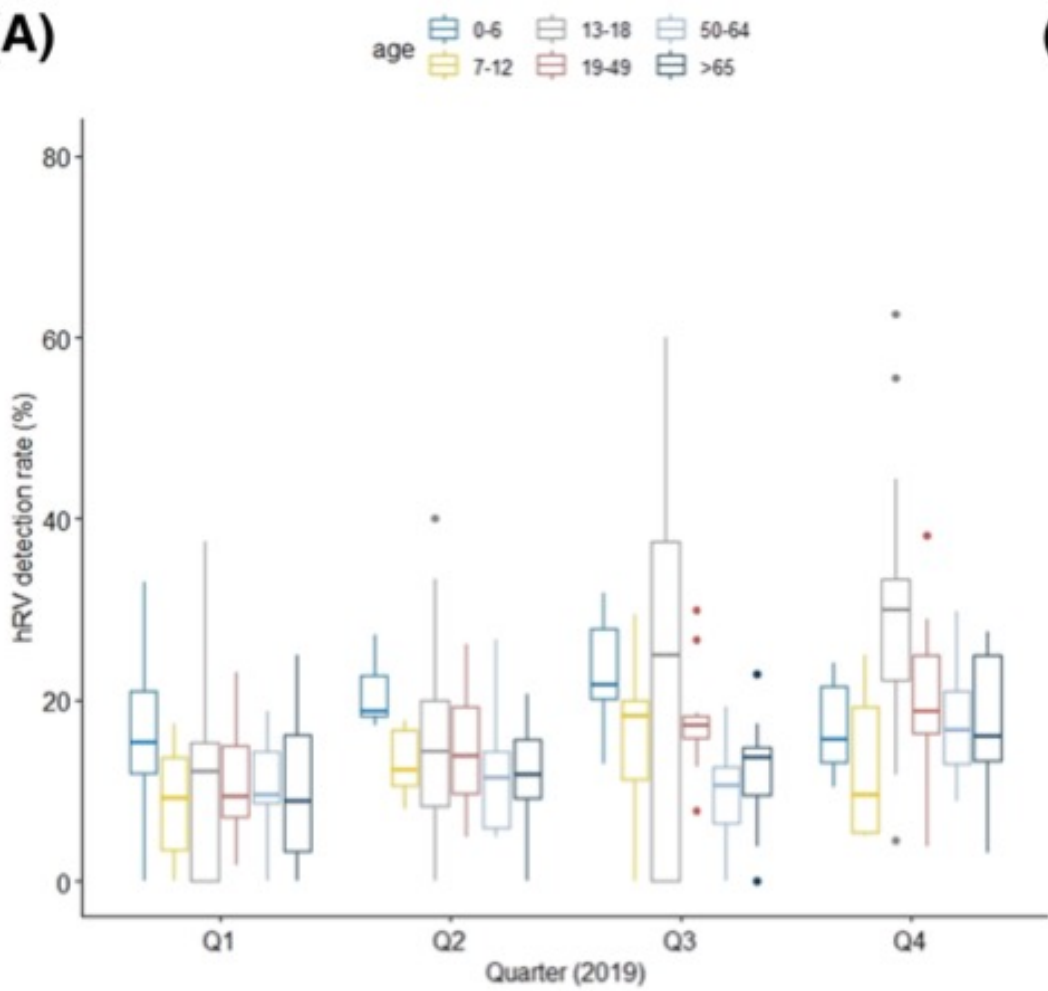 A)
age
0-6 13-18 50-64
7-12 19-49 >65
hRV detection rate (%)
80
60
40
20
0
Q1 Q2 Q3 Q4
Quarter (2019)